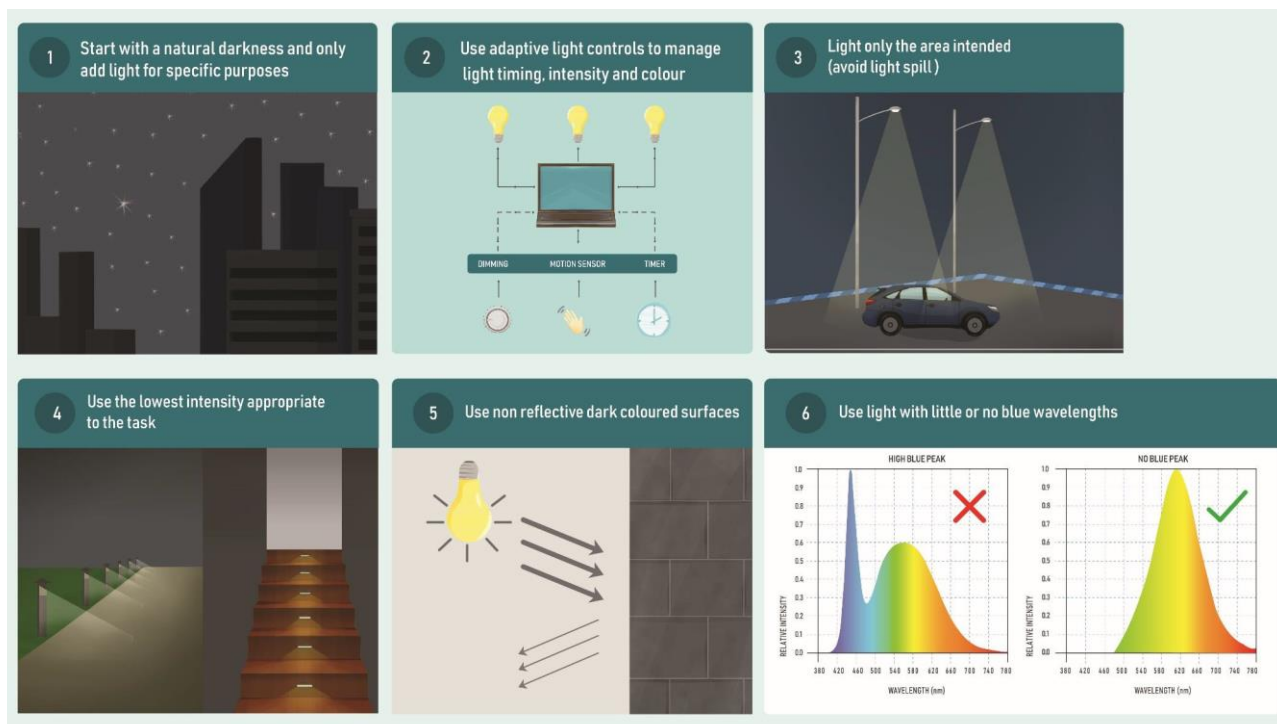 1
Start with a natural darkness and only
add light for specific purposes
2
Use adaptive light controls to manage
light timing, intensity and colour
DIMMING MOTION SENSOR TIMER
3
Light only the area intended
(avoid light spill)
4
Use the lowest intensity appropriate
to the task
5
Use non reflective dark coloured surfaces
6
Use light with little or no blue wavelengths
HIGH BLUE PEAK
1.0
0.9
0.8
0.7
0.6
0.5
0.4
0.3
0.2
0.1
0.0
RELATIVE INTENSITY
380 420 460 500 540 580 620 660 700 740 780
WAVELENGTH (nm)
NO BLUE PEAK
1.0
0.9
0.8
0.7
0.6
0.5
0.4
0.3
0.2
0.1
0.0
RELATIVE INTENSITY
380 420 460 500 540 580 620 660 700 740 780
WAVELENGTH (nm)